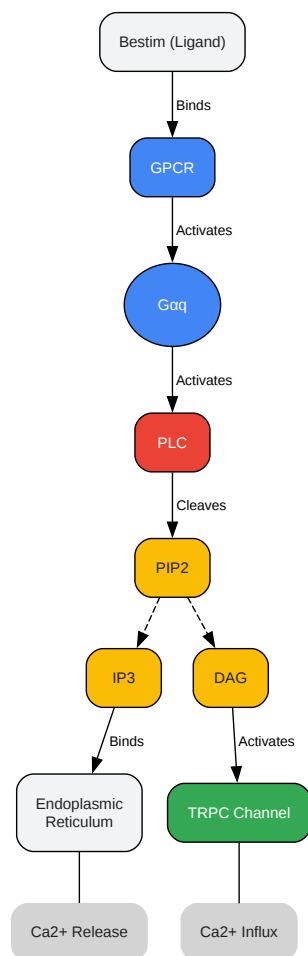 Bestim (Ligand)
Binds
GPCR
Activates
Gαq
Activates
PLC
Cleaves
PIP2
IP3
DAG
Binds
Activates
Endoplasmic
Reticulum
TRPC Channel
Ca2+ Release
Ca2+ Influx